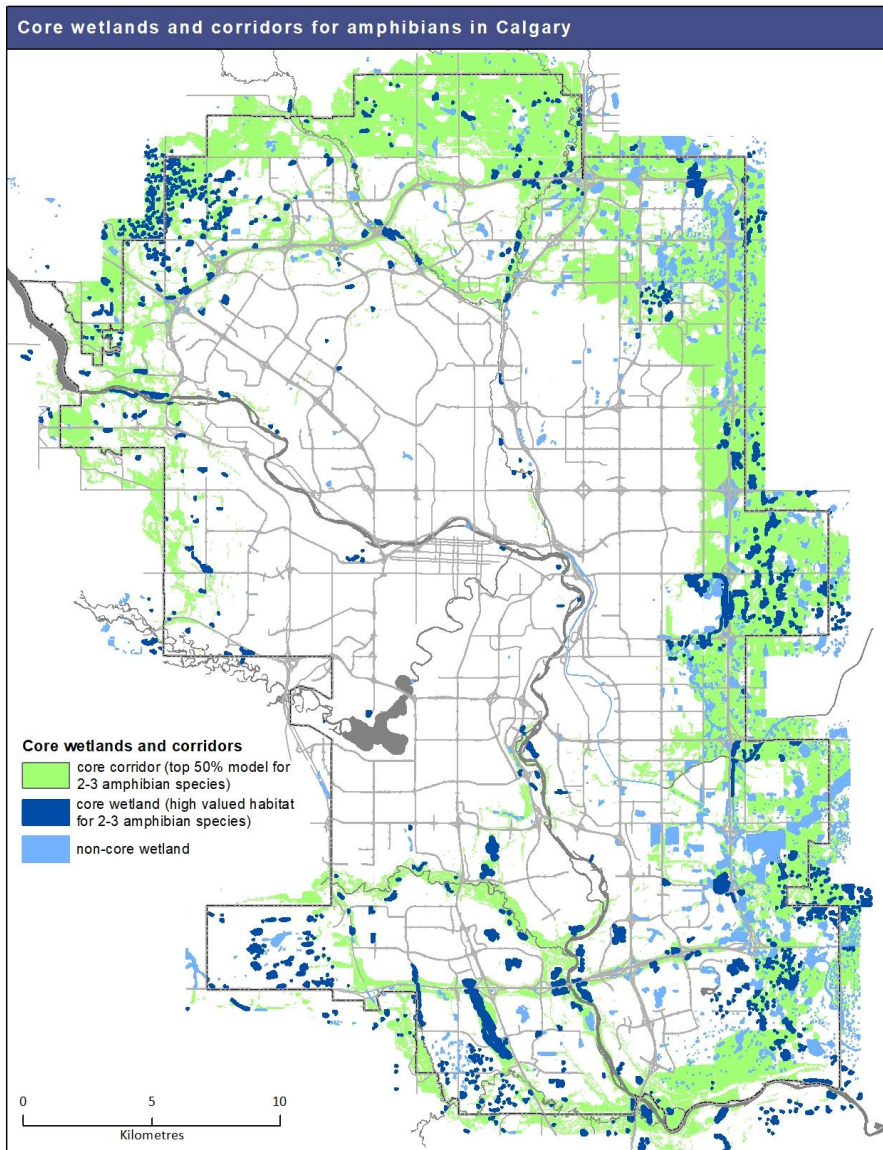 Core wetlands and corridors for amphibians in Calgary
Core wetlands and corridors
core corridor (top 50% model for
2-3 amphibian species)
core wetland (high valued habitat
for 2-3 amphibian species)
non-core wetland
0 5 10
Kilometres